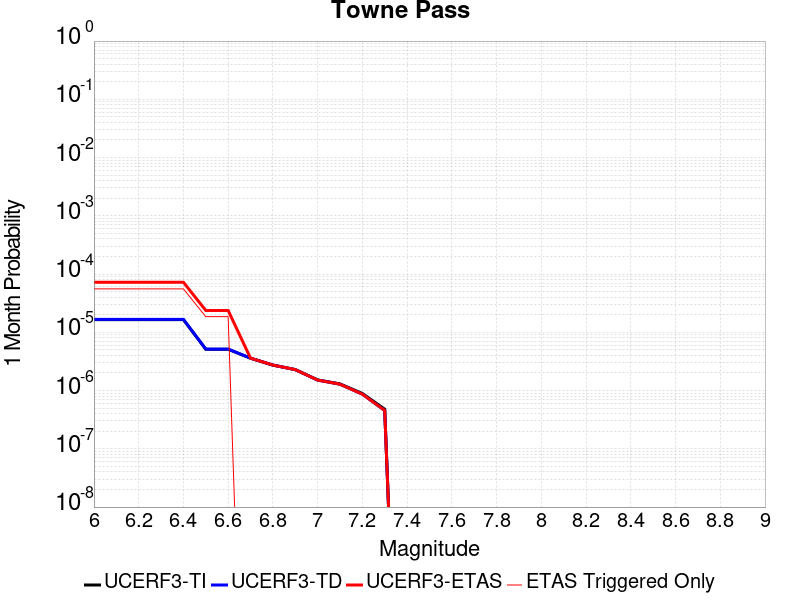 Towne Pass
1 Month Probability
10^0
10^-1
10^-2
10^-3
10^-4
10^-5
10^-6
10^-7
10^-8
6 6.2 6.4 6.6 6.8 7 7.2 7.4 7.6 7.8 8 8.2 8.4 8.6 8.8 9
Magnitude
UCERF3-TI UCERF3-TD UCERF3-ETAS ETAS Triggered Only